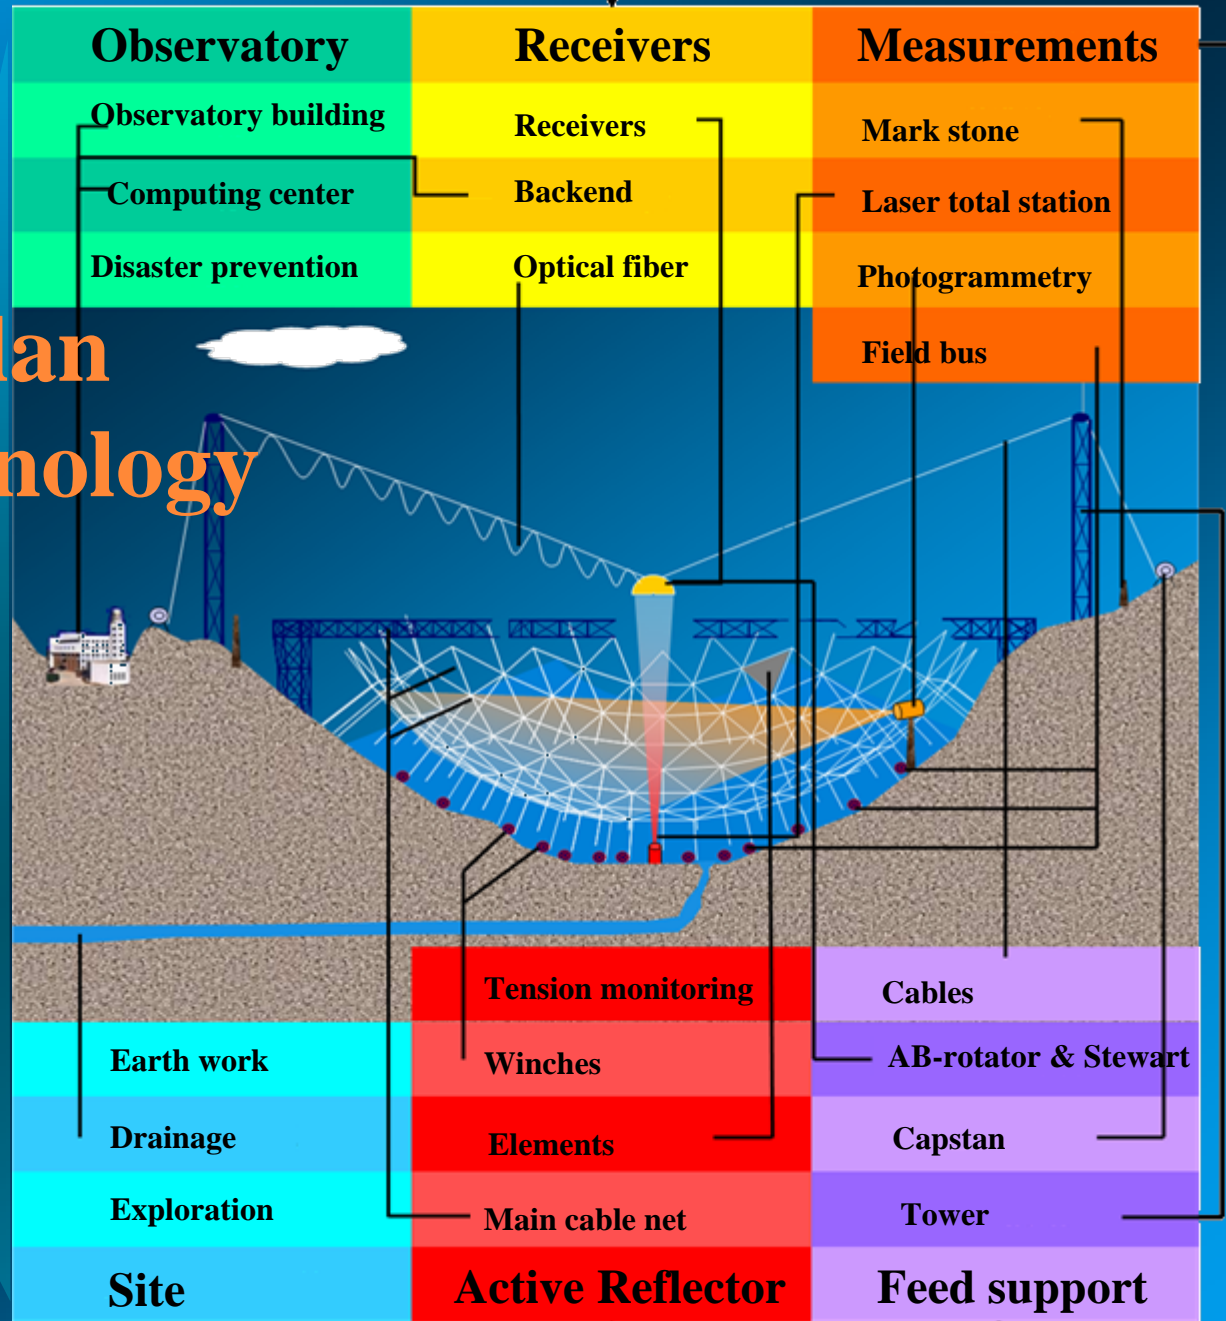 Observatory
Observatory building
Computing center
Disaster prevention
Receivers
Receivers
Backend
Optical fiber
Measurements
Mark stone
Laser total station
Photogrammetry
Field bus
lan
nology
Earth work
Drainage
Exploration
Site
Tension monitoring
Winches
Elements
Main cable net
Active Reflector
Cables
AB-rotator & Stewart
Capstan
Tower
Feed support